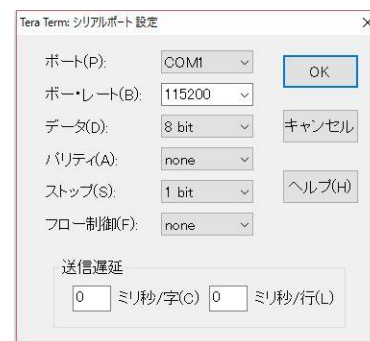 Tera Term: シリアルポート 設定
ポート(P): COM1
OK
ボー・レート(B): 115200
データ(D): 8 bit
キャンセル
パリティ(A): none
ストップ(S): 1 bit
ヘルプ(H)
フロー制御(F): none
送信遅延
0 ミリ秒/字(C) 0 ミリ秒/行(L)